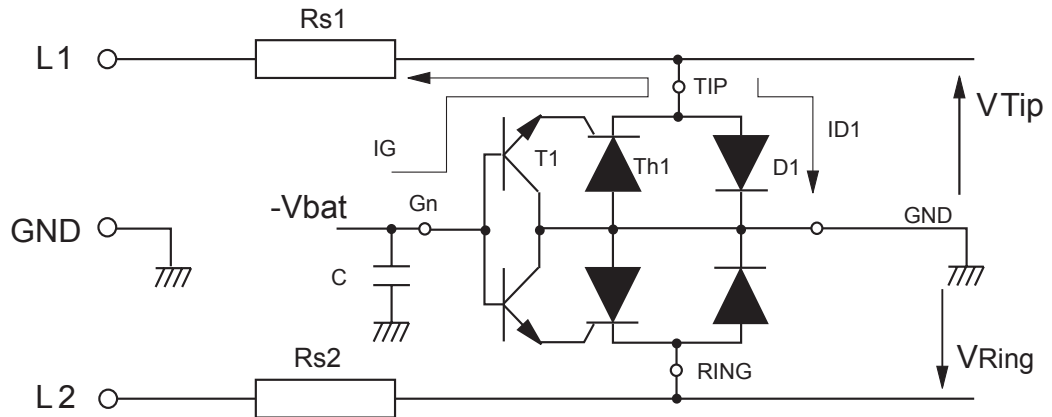 L1
Rs1
TIP
VTip
IG
T1
Th1
D1
ID1
-Vbat
Gn
GND
GND
C
Rs2
RING
VRing
L2